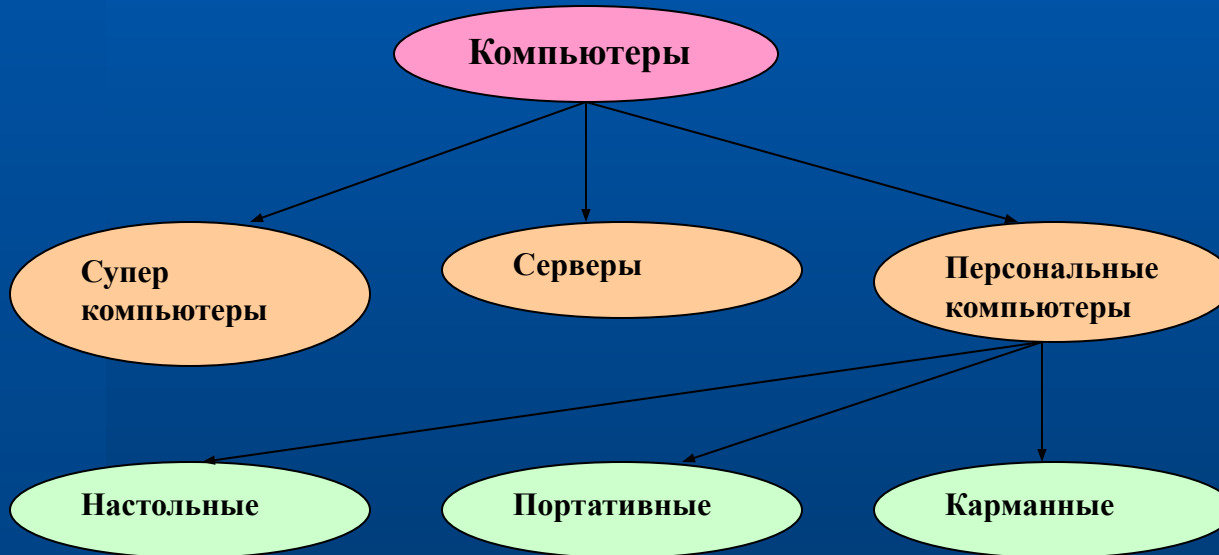 Компьютеры
Супер
компьютеры
Серверы
Персональные
компьютеры
Настольные
Портативные
Карманные